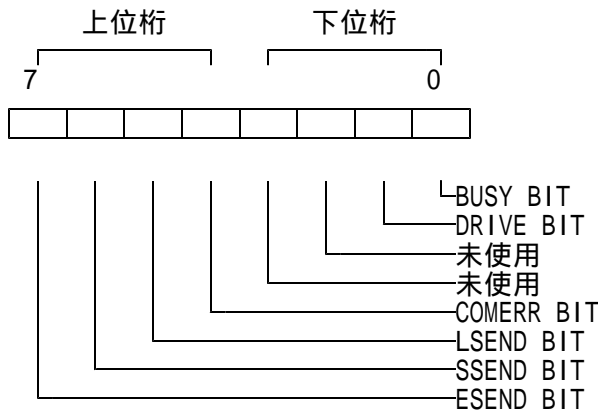 上位桁 下位桁
7 0
BUSY BIT
DRIVE BIT
未使用
未使用
COMERR BIT
LSEND BIT
SSEND BIT
ESEND BIT